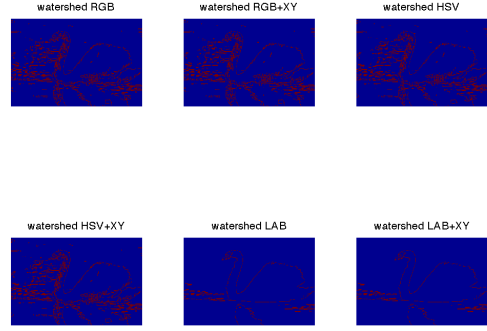 watershed RGB
watershed RGB+XY
watershed HSV
watershed HSV+XY
watershed LAB
watershed LAB+XY